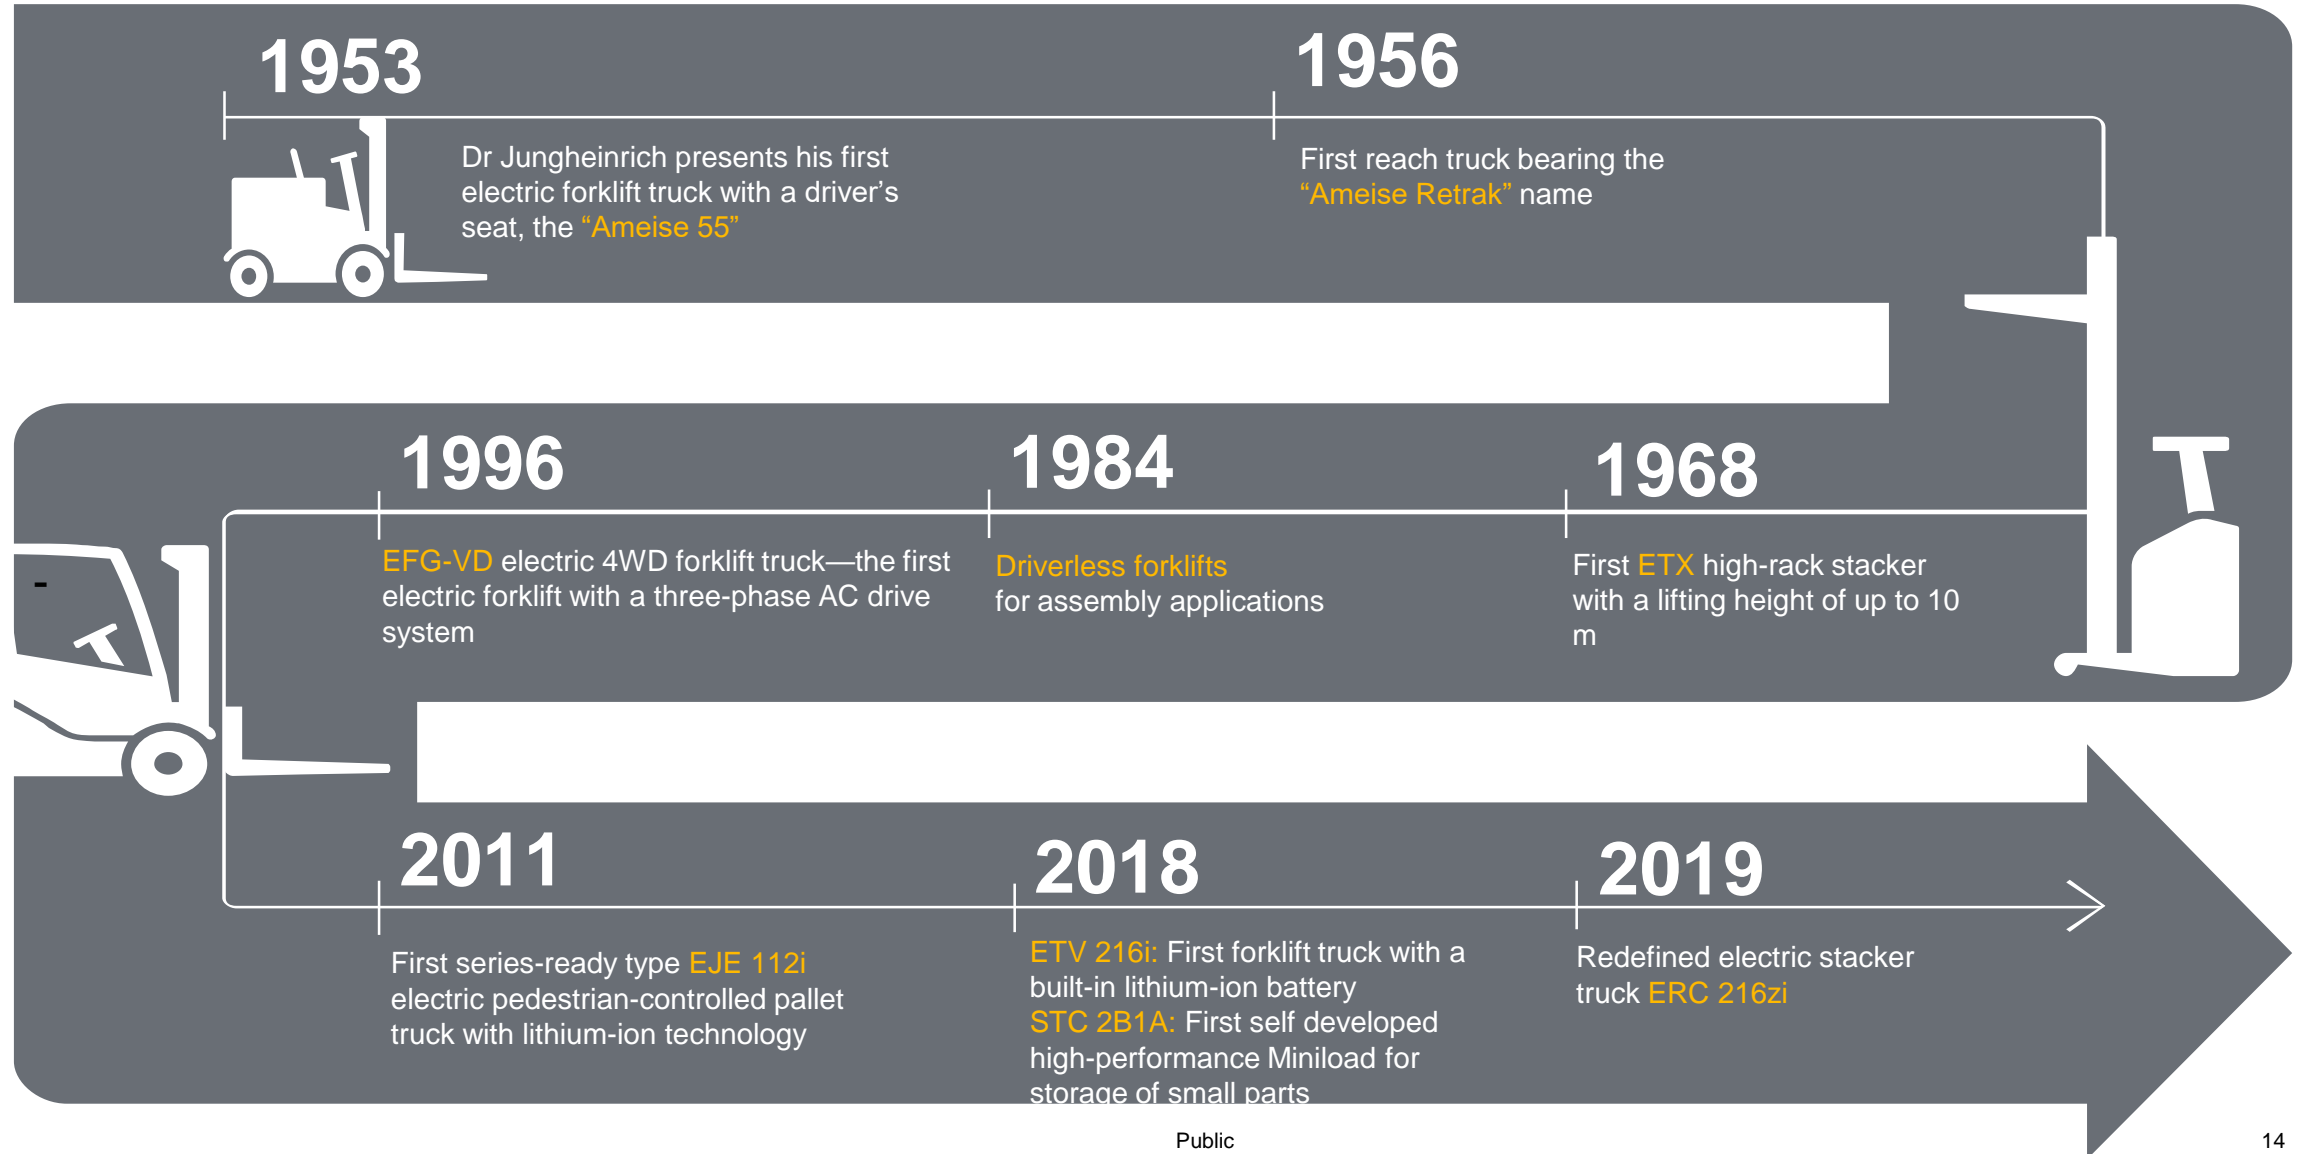 1953
Dr Jungheinrich presents his first
electric forklift truck with a driver’s
seat, the “Ameise 55”
1956
First reach truck bearing the
“Ameise Retrak” name
1968
First ETX high-rack stacker
with a lifting height of up to 10
m
1984
Driverless forklifts
for assembly applications
1996
EFG-VD electric 4WD forklift truck—the first
electric forklift with a three-phase AC drive
system
-
2011
First series-ready type EJE 112i
electric pedestrian-controlled pallet
truck with lithium-ion technology
2018
ETV 216i: First forklift truck with a
built-in lithium-ion battery
STC 2B1A: First self developed
high-performance Miniload for
storage of small parts
2019
Redefined electric stacker
truck ERC 216zi
Public
14